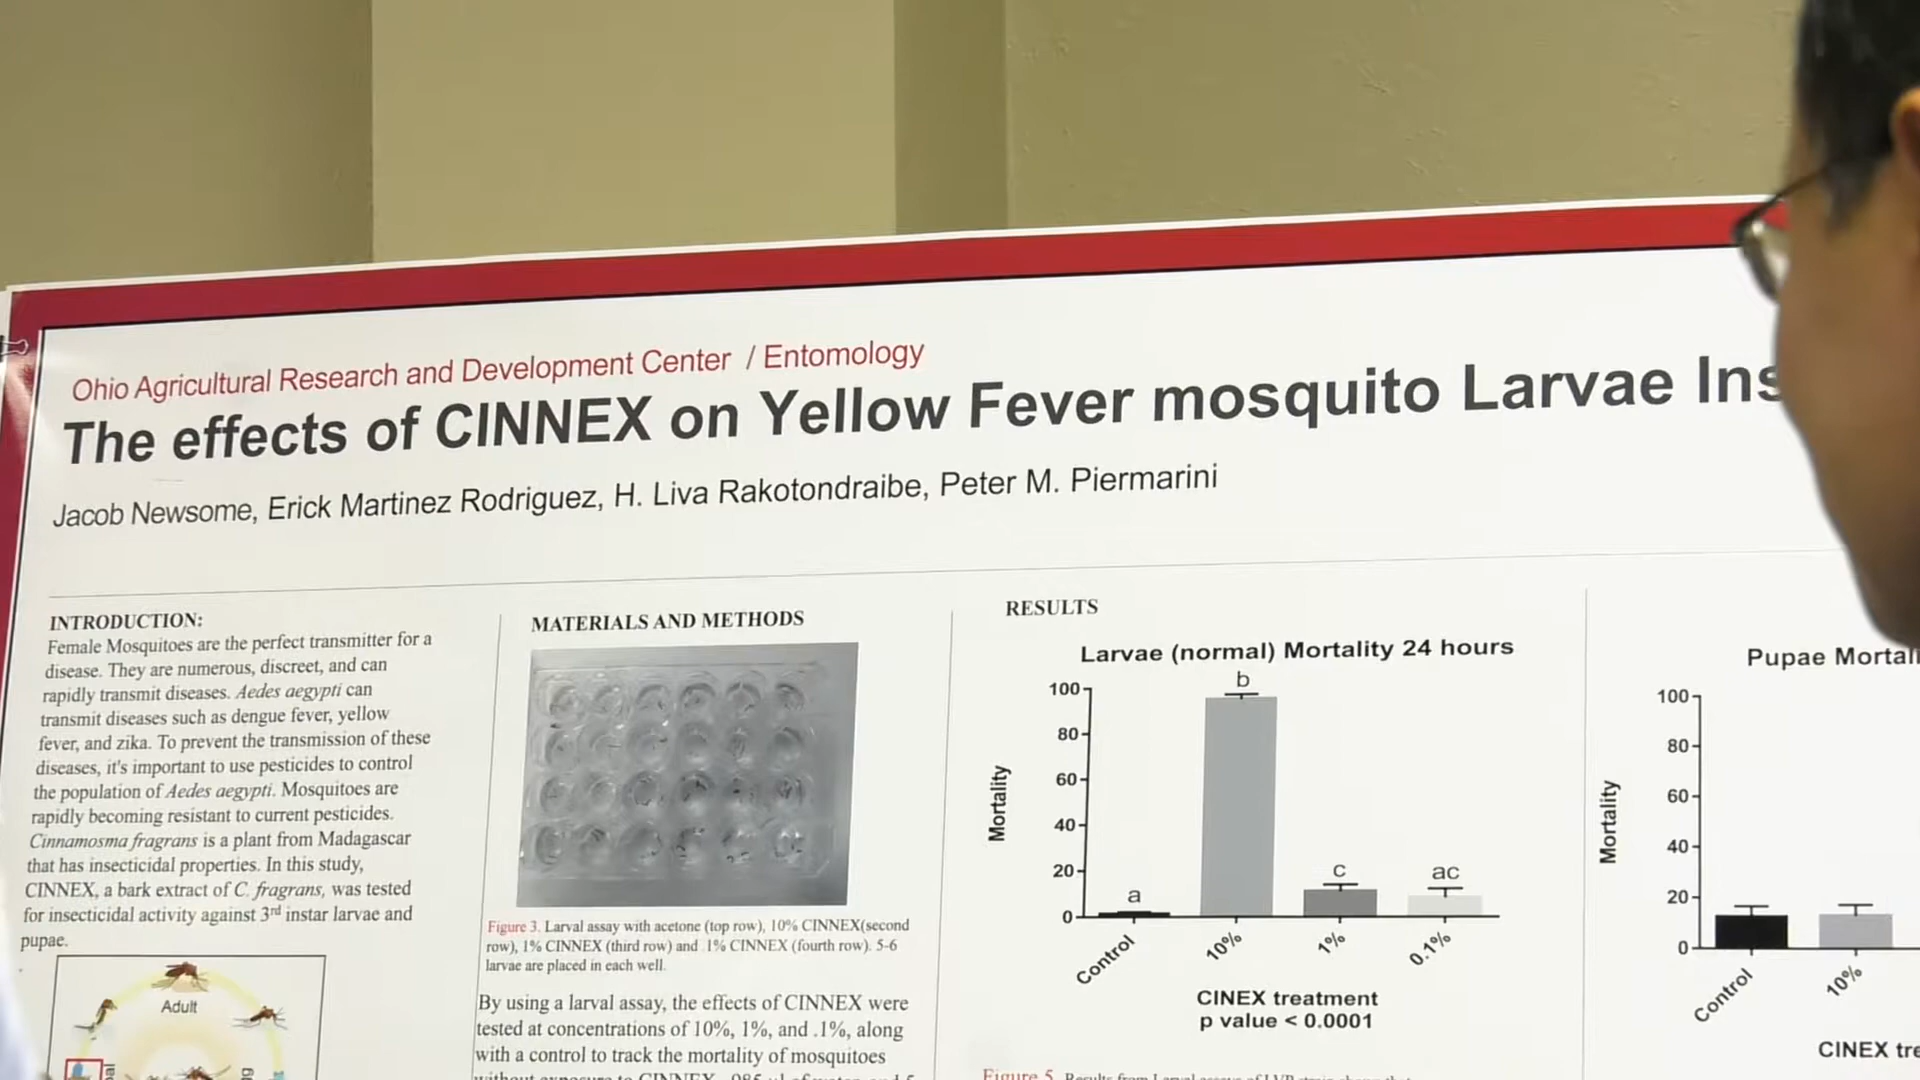 Ohio Agricultural Research and Development Center / Entomology
The effects of CINNEX on Yellow Fever mosquito Larvae Ins
Jacob Newsome, Erick Martinez Rodriguez, H. Liva Rakotondraibe, Peter M. Piermarini
INTRODUCTION:
Female Mosquitoes are the perfect transmitter for a
disease. They are numerous, discreet, and can
rapidly transmit diseases. Aedes aegypti can
transmit diseases such as dengue fever, yellow
fever, and zika. To prevent the transmission of these
diseases, it's important to use pesticides to control
the population of Aedes aegypti. Mosquitoes are
rapidly becoming resistant to current pesticides.
Cinnamosma fragrans is a plant from Madagascar
that has insecticidal properties. In this study,
CINNEX, a bark extract of C. fragrans, was tested
for insecticidal activity against 3rd instar larvae and
pupae.
Adult
MATERIALS AND METHODS
Figure 3. Larval assay with acetone (top row), 10% CINNEX(second
row), 1% CINNEX (third row) and .1% CINNEX (fourth row). 5-6
larvae are placed in each well.
By using a larval assay, the effects of CINNEX were
tested at concentrations of 10%, 1%, and .1%, along
with a control to track the mortality of mosquitoes
RESULTS
Larvae (normal) Mortality 24 hours
Mortality
100
80
60
40
20
0
a
b
c
ac
Control
10%
1%
0.1%
CINEX treatment
p value < 0.0001
Figure 5.
Pupae Mortali
Mortality
100
80
60
40
20
0
Control
10%
CINEX tre